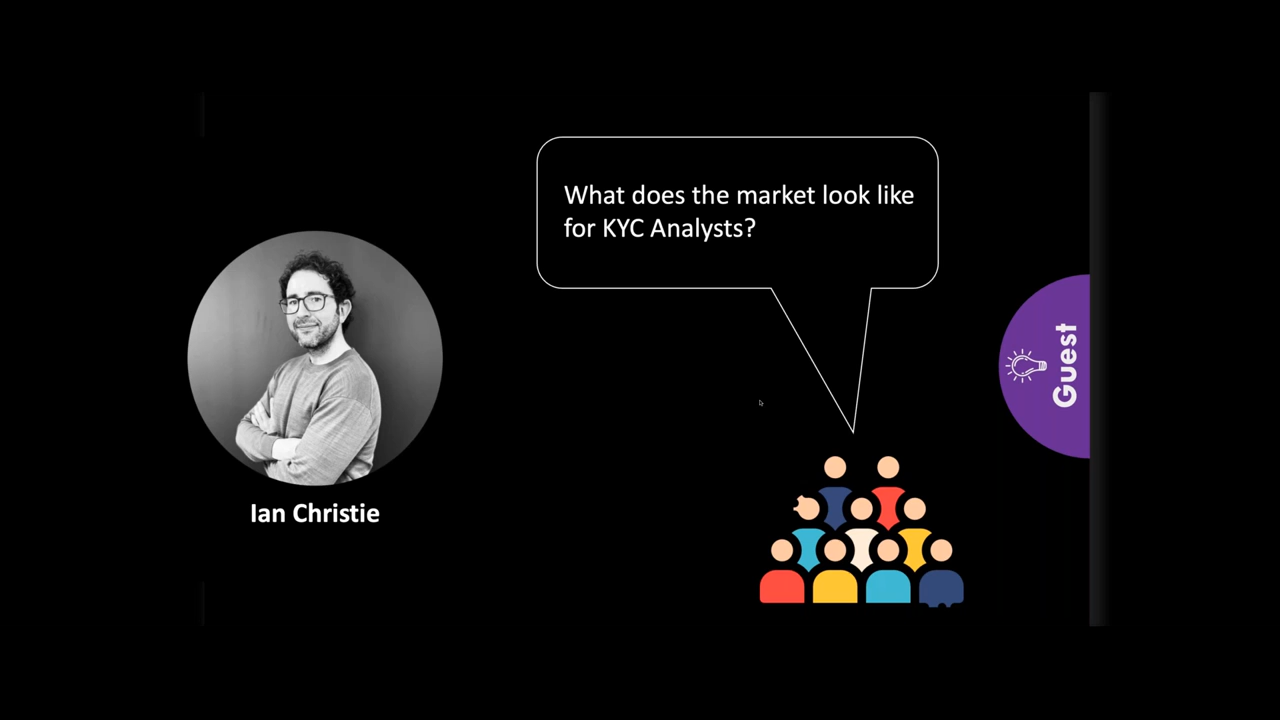 What does the market look like
for KYC Analysts?
Guest
Ian Christie